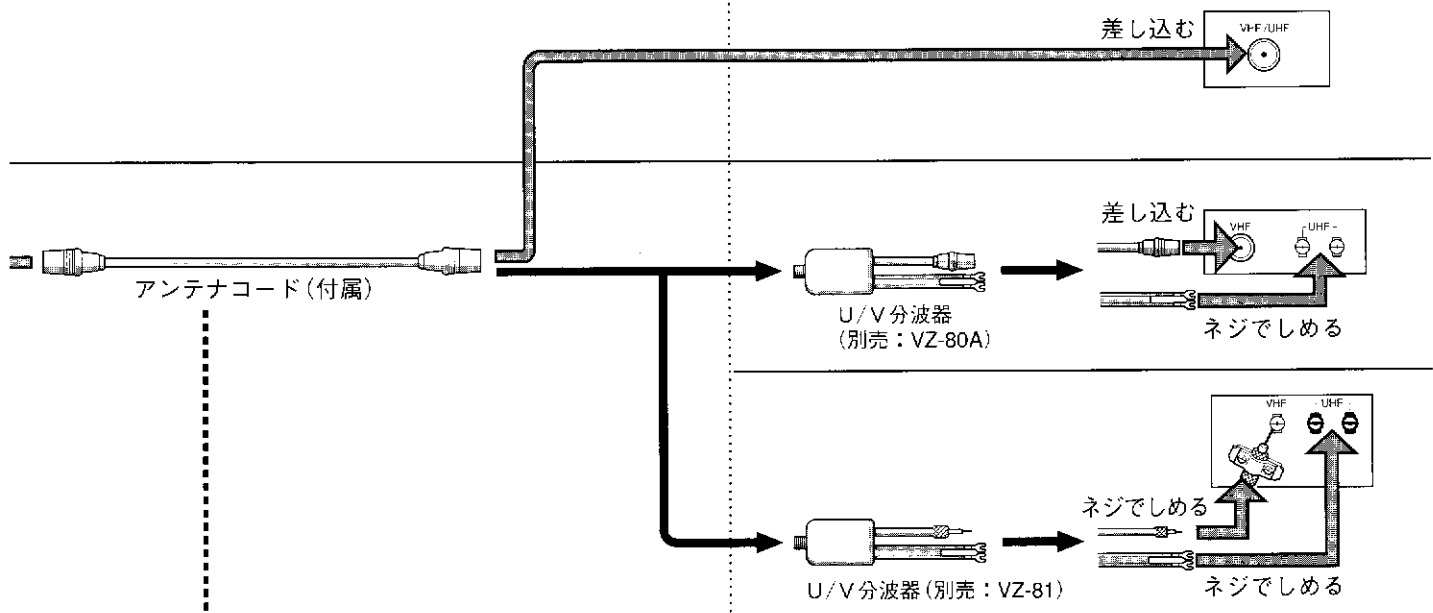 差し込む
VHF/UHF
アンテナコード(付属)
U/V分波器
(別売:VZ-80A)
差し込む
VHF
UHF
ネジでしめる
U/V分波器(別売:VZ-81)
VHF
UHF
ネジでしめる
ネジでしめる